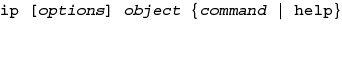 ip [options] object {command | help}